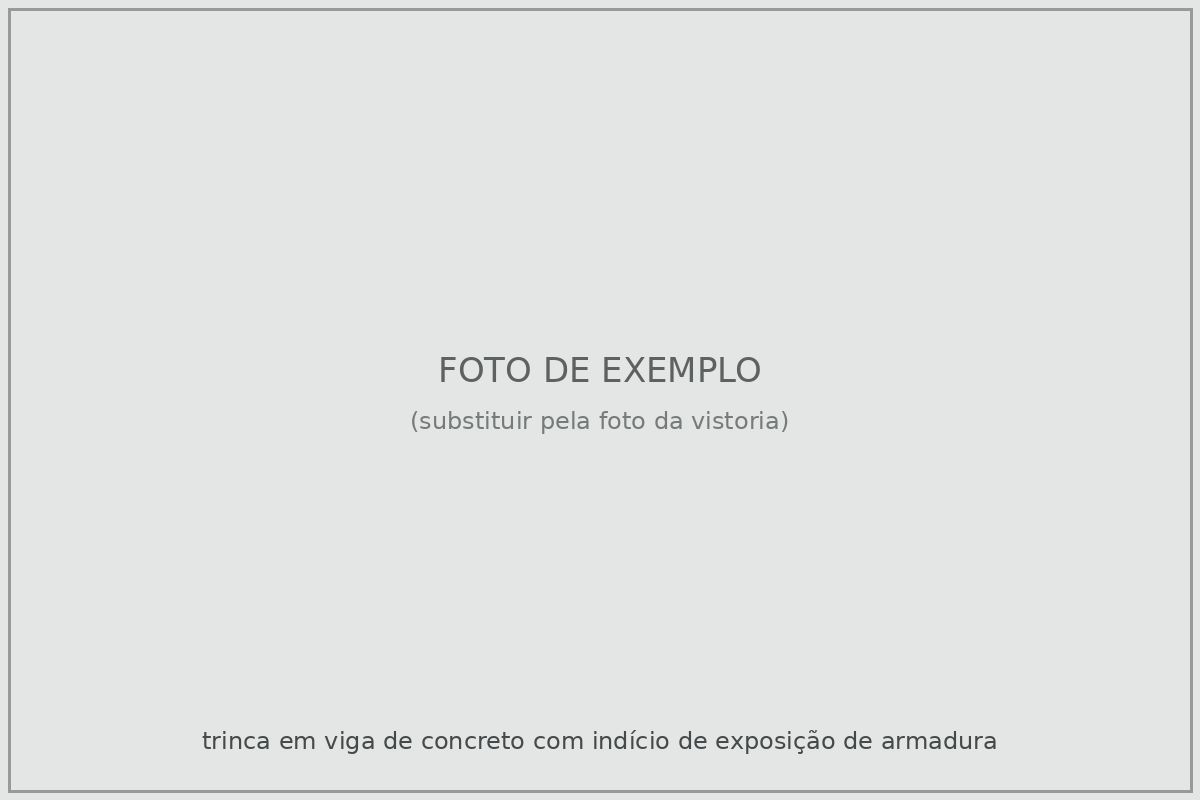 FOTO DE EXEMPLO
(substituir pela foto da vistoria)
trinca em viga de concreto com indício de exposição de armadura